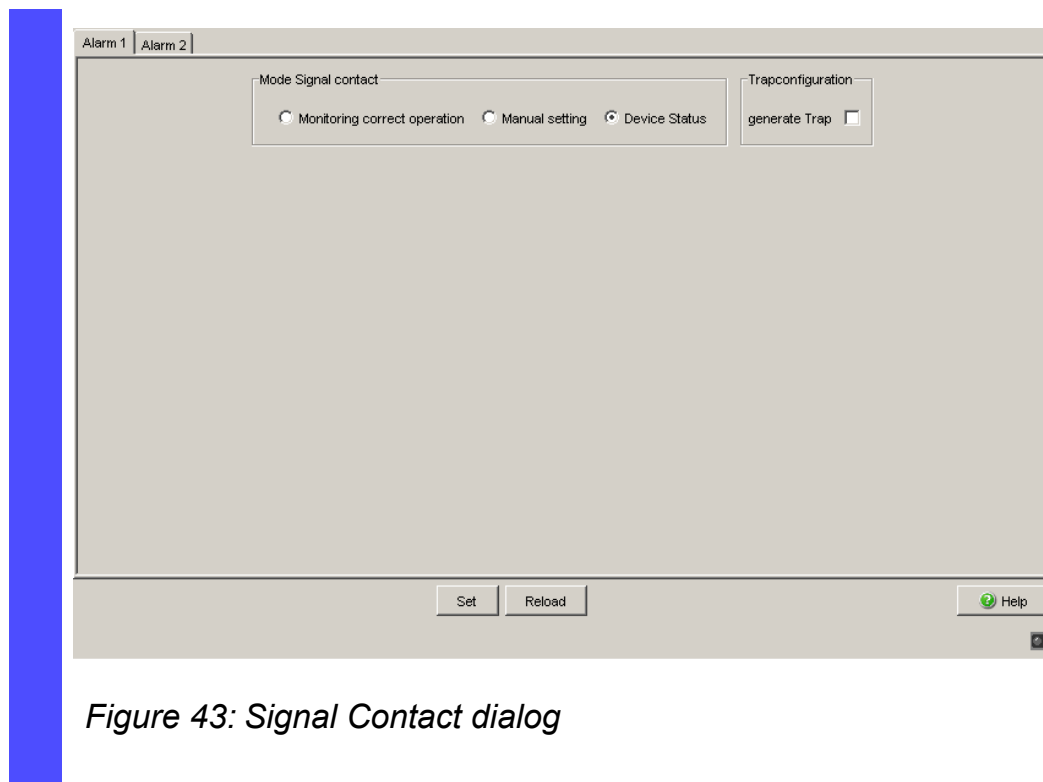 Alarm 1 Alarm 2
Mode Signal contact Trapconfiguration
Monitoring correct operation Manual setting Device Status generate Trap
Set Reload Help
Figure 43: Signal Contact dialog